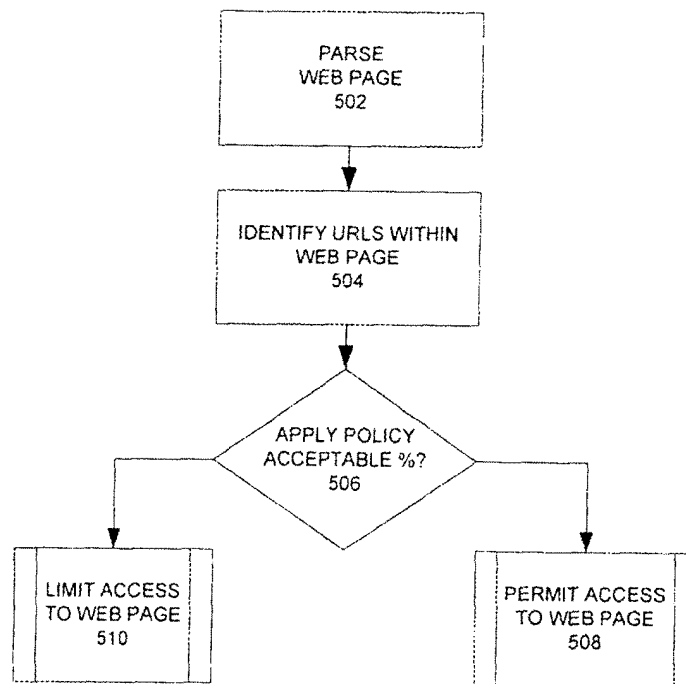 PARSE
WEB PAGE
502
IDENTIFY URLS WITHIN
WEB PAGE
504
APPLY POLICY
ACCEPTABLE %?
506
LIMIT ACCESS
TO WEB PAGE
510
PERMIT ACCESS
TO WEB PAGE
508